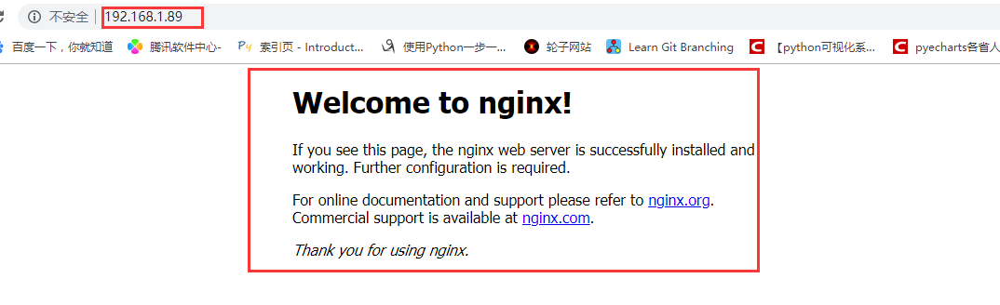 不安全 | 192.168.1.89
百度一下，你就知道 腾讯软件中心- 索引页 - Introduct... 使用Python一步一... 轮子网站 Learn Git Branching 【python可视化系... pyecharts各省人
Welcome to nginx!
If you see this page, the nginx web server is successfully installed and
working. Further configuration is required.
For online documentation and support please refer to nginx.org.
Commercial support is available at nginx.com.
Thank you for using nginx.